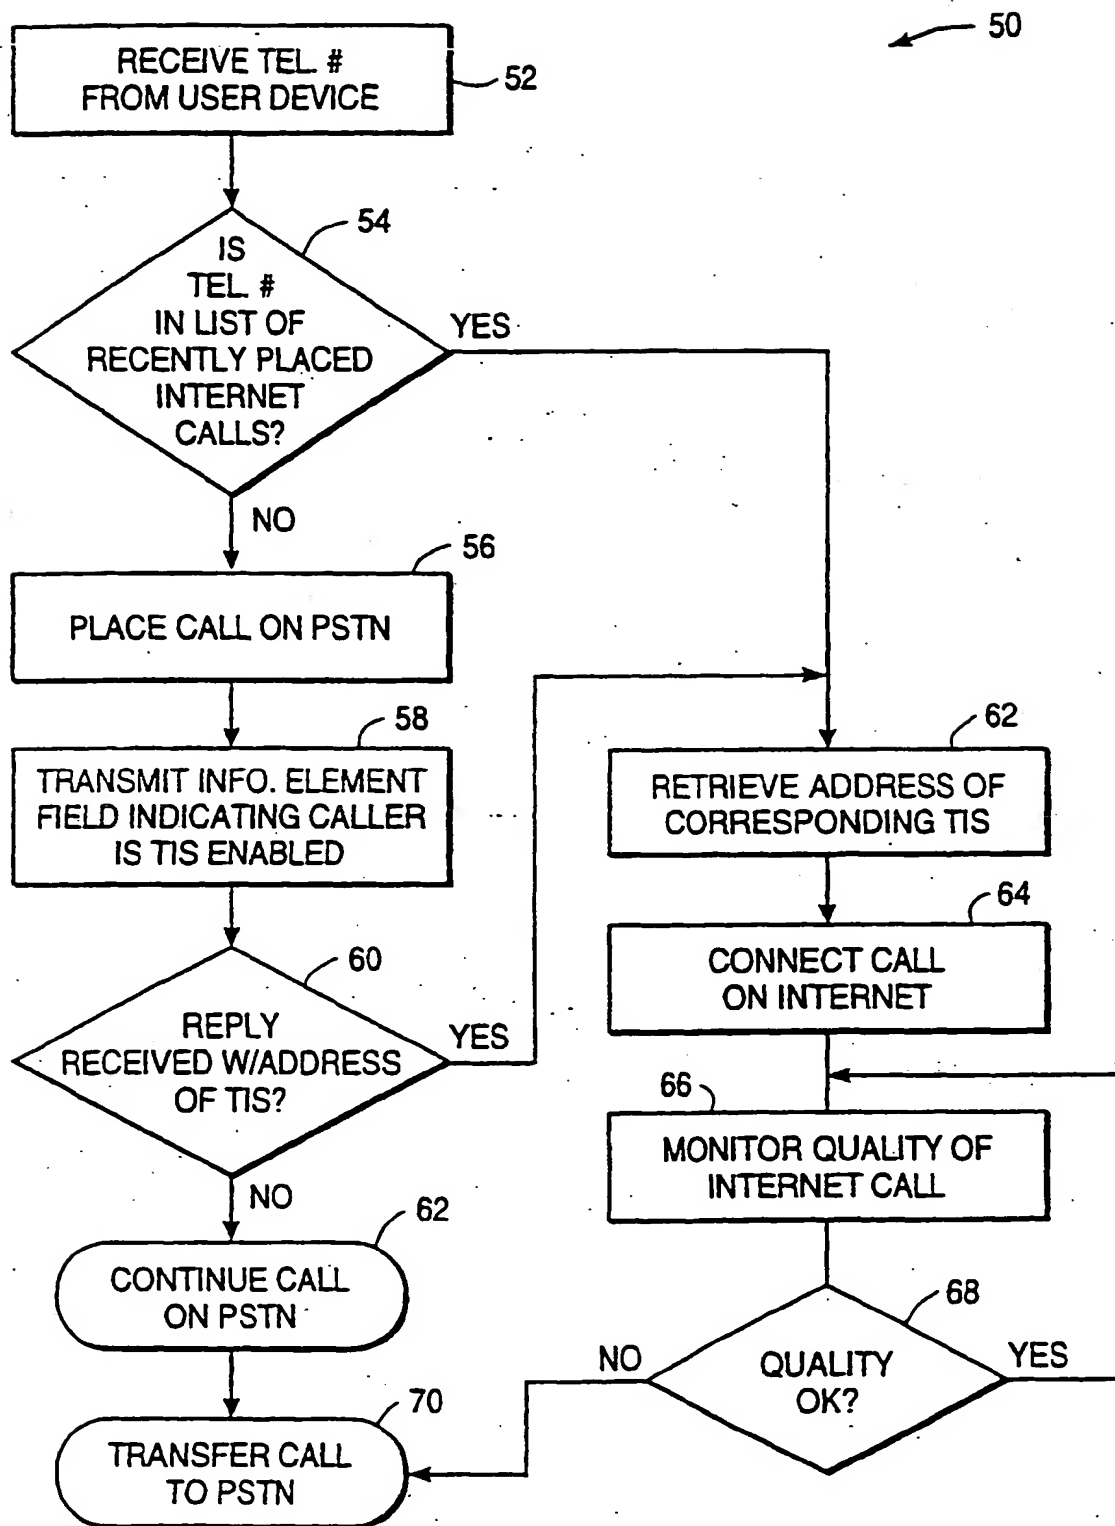 50
RECEIVE TEL. #
FROM USER DEVICE
52
54
IS
TEL. #
IN LIST OF
RECENTLY PLACED
INTERNET
CALLS?
YES
NO
56
PLACE CALL ON PSTN
58
TRANSMIT INFO. ELEMENT
FIELD INDICATING CALLER
IS TIS ENABLED
60
REPLY
RECEIVED W/ADDRESS
OF TIS?
YES
NO
62
CONTINUE CALL
ON PSTN
70
TRANSFER CALL
TO PSTN
62
RETRIEVE ADDRESS OF
CORRESPONDING TIS
64
CONNECT CALL
ON INTERNET
66
MONITOR QUALITY OF
INTERNET CALL
68
QUALITY
OK?
NO
YES